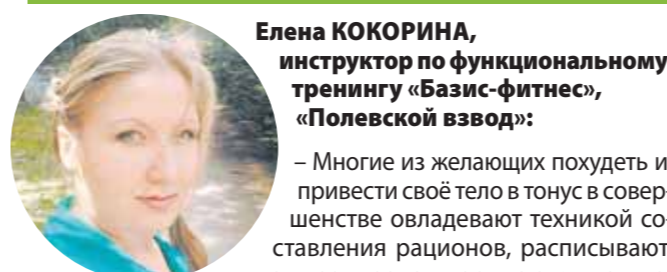 Елена КОКОРИНА,
инструктор по функциональному
тренингу «Базис-фитнес»,
«Полевской взвод»:
– Многие из желающих похудеть и
привести своё тело в тонус в совер-
шенстве овладевают техникой со-
ставления рационов, расписывают